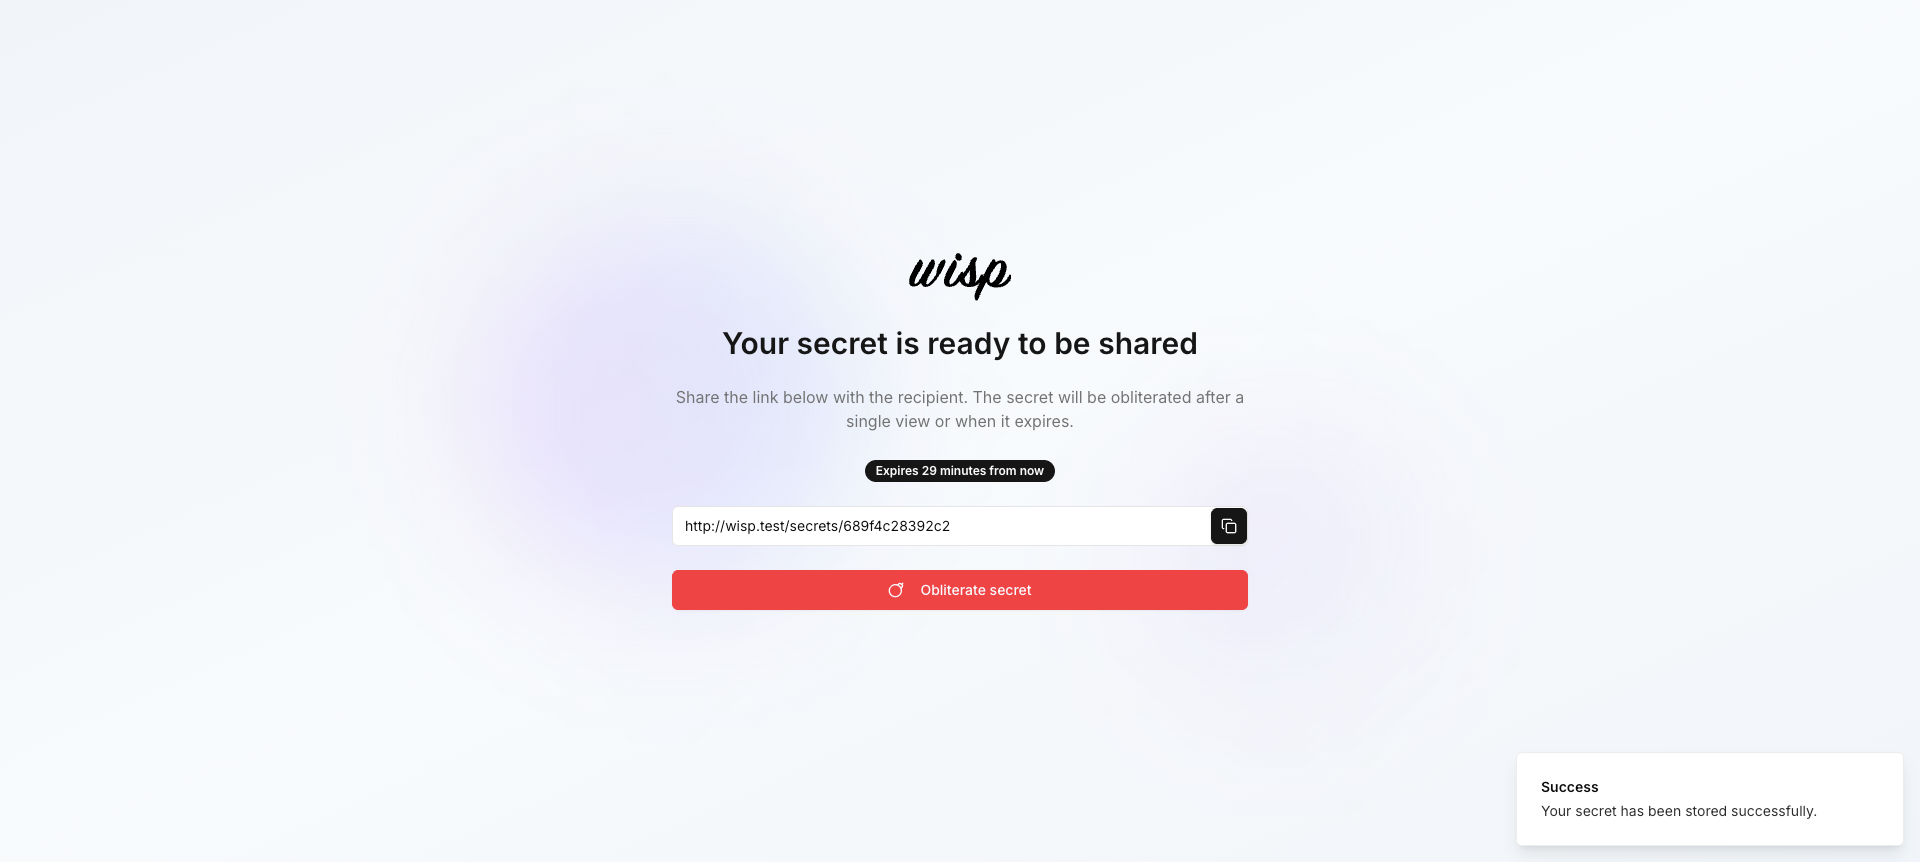 wisp
Your secret is ready to be shared
Share the link below with the recipient. The secret will be obliterated after a
single view or when it expires.
Expires 29 minutes from now
http://wisp.test/secrets/689f4c28392c2
Obliterate secret
Success
Your secret has been stored successfully.